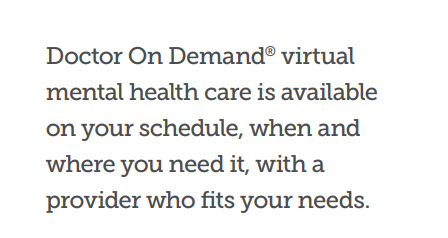 Doctor On Demand® virtual
mental health care is available
on your schedule, when and
where you need it, with a
provider who fits your needs.